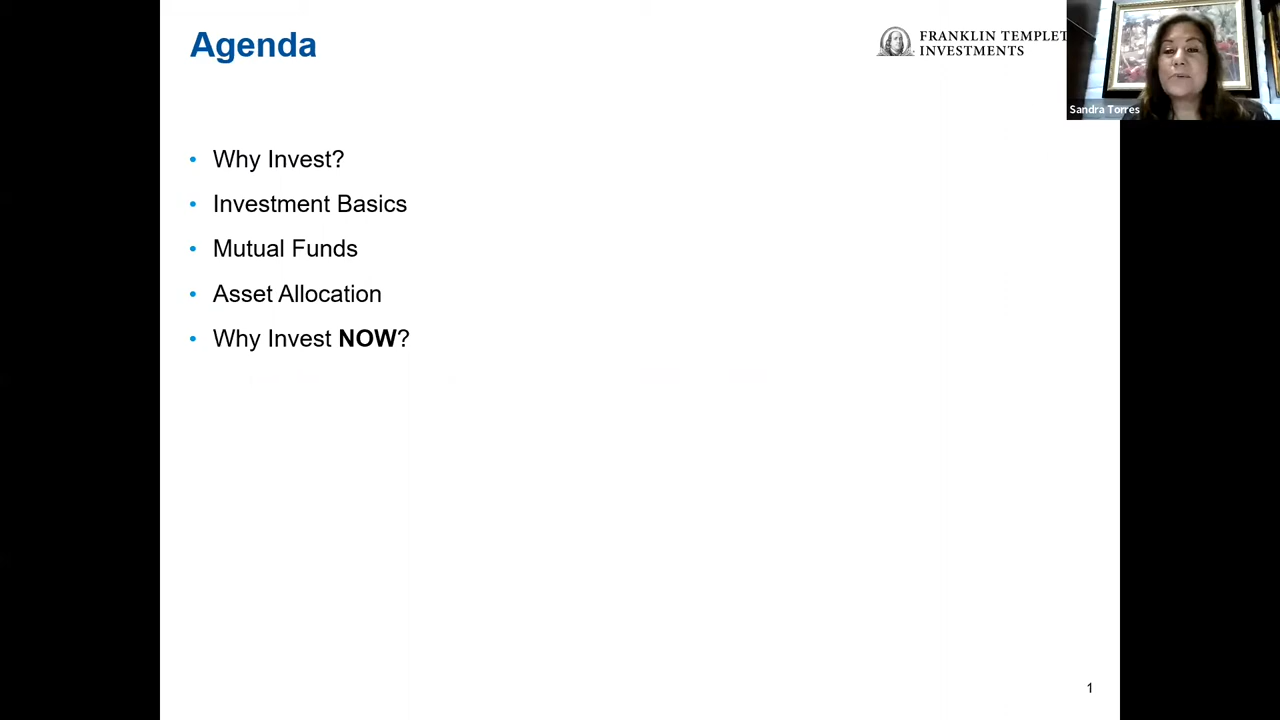 Agenda
FRANKLIN TEMPLET
INVESTMENTS
Sandra Torres
• Why Invest?
• Investment Basics
• Mutual Funds
• Asset Allocation
• Why Invest NOW?
1